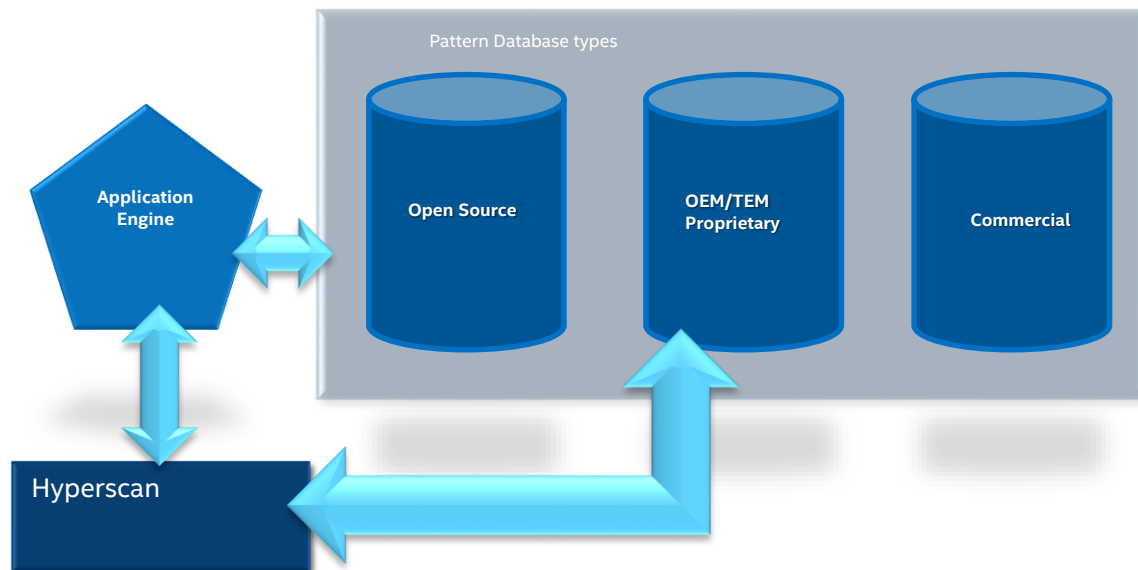 Pattern Database types
Application
Engine
Open Source
OEM/TEM
Proprietary
Commercial
Hyperscan